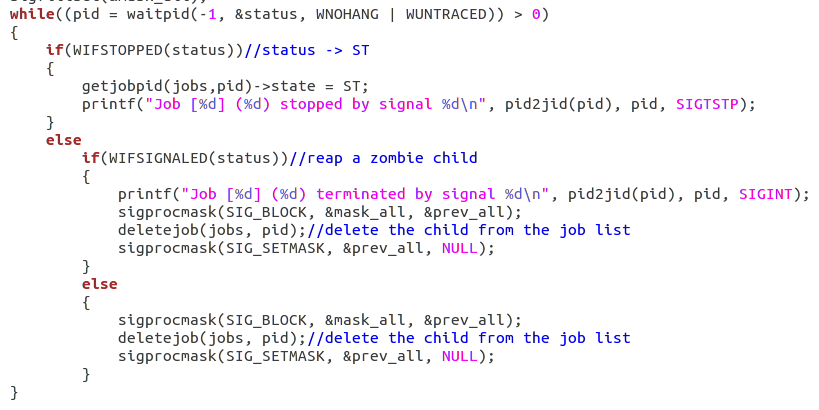 while((pid = waitpid(-1, &status, WNOHANG | WUNTRACED)) > 0)
{
    if(WIFSTOPPED(status))//status -> ST
    {
        getjobpid(jobs,pid)->state = ST;
        printf("Job [%d] (%d) stopped by signal %d\n", pid2jid(pid), pid, SIGTSTP);
    }
    else
        if(WIFSIGNALED(status))//reap a zombie child
        {
            printf("Job [%d] (%d) terminated by signal %d\n", pid2jid(pid), pid, SIGINT);
            sigprocmask(SIG_BLOCK, &mask_all, &prev_all);
            deletejob(jobs, pid);//delete the child from the job list
            sigprocmask(SIG_SETMASK, &prev_all, NULL);
        }
        else
        {
            sigprocmask(SIG_BLOCK, &mask_all, &prev_all);
            deletejob(jobs, pid);//delete the child from the job list
            sigprocmask(SIG_SETMASK, &prev_all, NULL);
        }
}